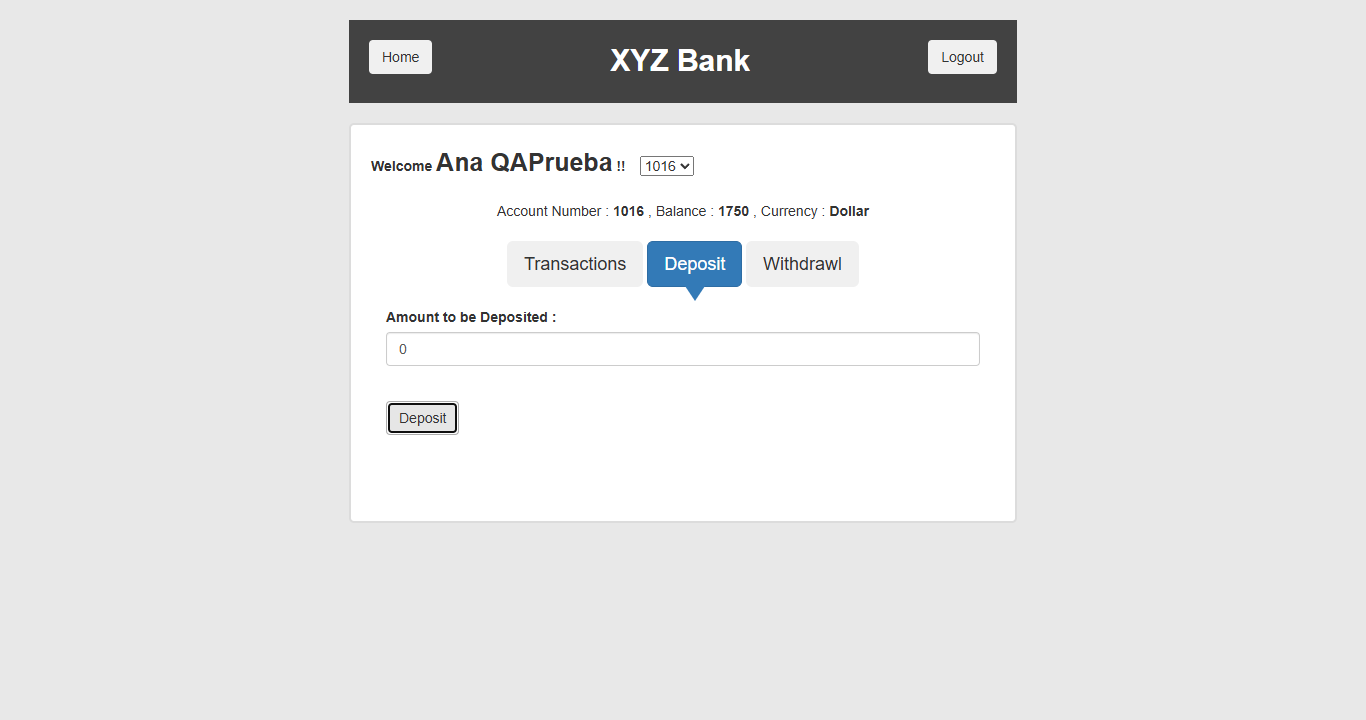 Home XYZ Bank Logout
Welcome Ana QAPrueba !! 1016
Account Number : 1016 , Balance : 1750 , Currency : Dollar
Transactions Deposit Withdrawl
Amount to be Deposited :
0
Deposit